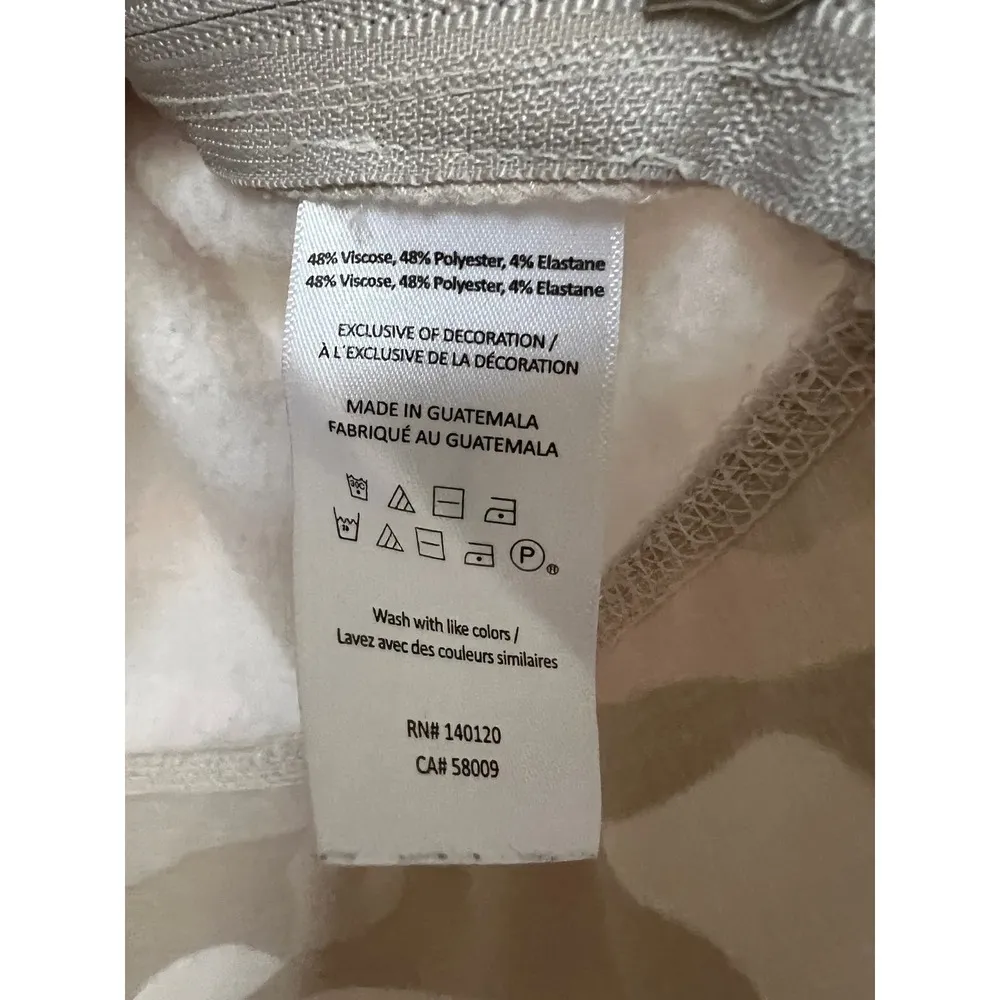 48% Viscose, 48% Polyester, 4% Elastane
48% Viscose, 48% Polyester, 4% Elastane
EXCLUSIVE OF DECORATION /
À L'EXCLUSIVE DE LA DÉCORATION
MADE IN GUATEMALA
FABRIQUÉ AU GUATEMALA
30C
P ®
Wash with like colors /
Lavez avec des couleurs similaires
RN# 140120
CA# 58009